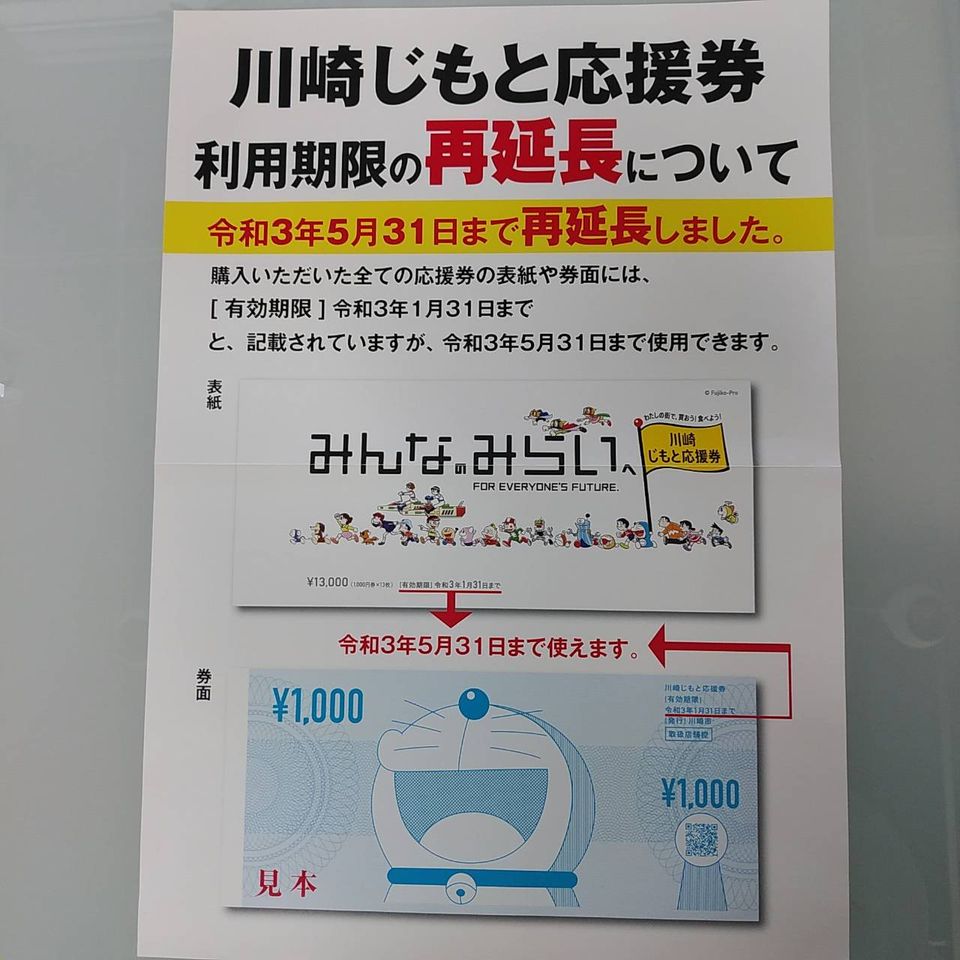 川崎じもと応援券
利用期限の再延長について
令和3年5月31日まで再延長しました。
購入いただいた全ての応援券の表紙や券面には、
[ 有効期限 ] 令和3年1月31日まで
と、記載されていますが、令和3年5月31日まで使用できます。
表紙
© Fujiko-Pro
わたしの街で、買おう！食べよう！
川崎
じもと応援券
みんなのみらいへ
FOR EVERYONE'S FUTURE.
¥13,000 (1,000円券×13枚) [有効期限] 令和3年1月31日まで
令和3年5月31日まで使えます。
券面
¥1,000
川崎じもと応援券
[有効期限]
令和3年1月31日まで
[発行] 川崎市
取扱店舗控
¥1,000
見本